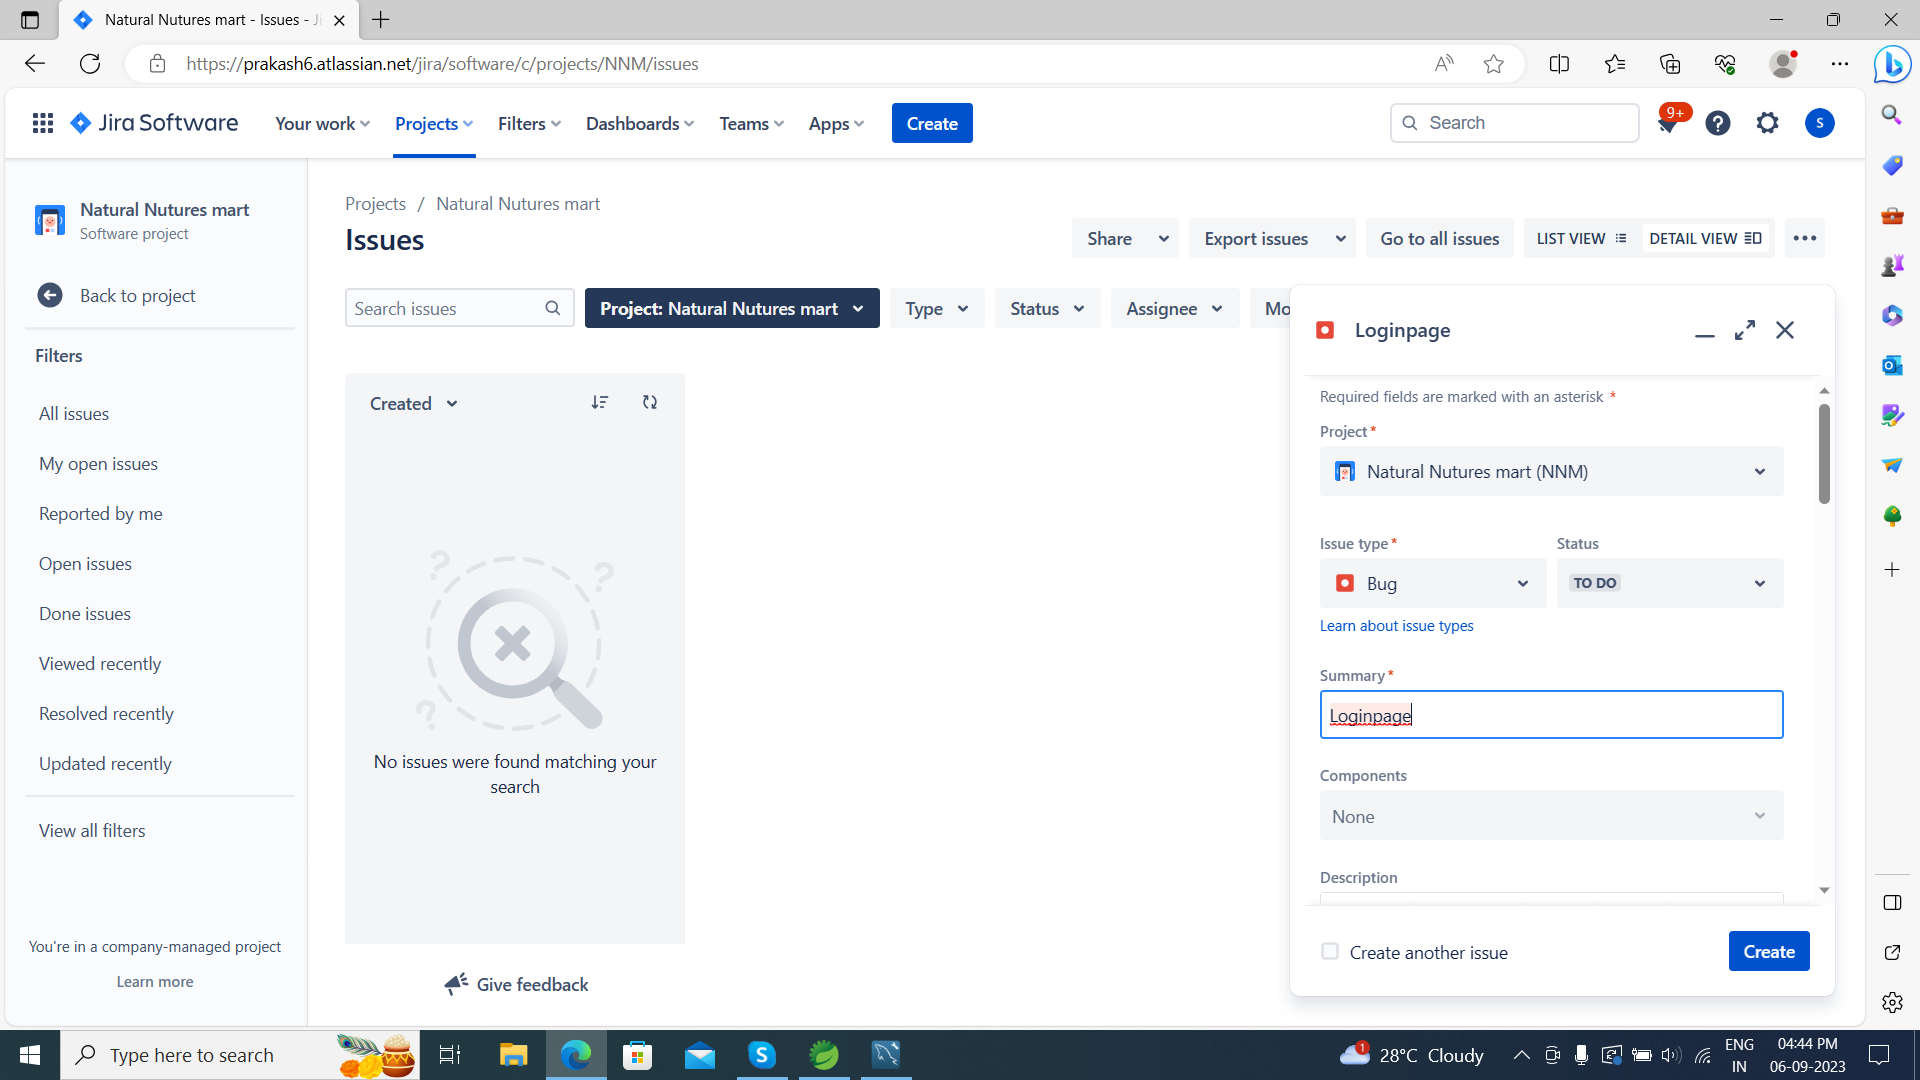 Natural Nutures mart - Issues - Ji
https://prakash6.atlassian.net/jira/software/c/projects/NNM/issues
Jira Software
Your work
Projects
Filters
Dashboards
Teams
Apps
Create
Search
9+
S
Natural Nutures mart
Software project
Back to project
Filters
All issues
My open issues
Reported by me
Open issues
Done issues
Viewed recently
Resolved recently
Updated recently
View all filters
You're in a company-managed project
Learn more
Projects / Natural Nutures mart
Issues
Share
Export issues
Go to all issues
LIST VIEW
DETAIL VIEW
Search issues
Project: Natural Nutures mart
Type
Status
Assignee
Mo
Created
No issues were found matching your
search
Give feedback
Loginpage
Required fields are marked with an asterisk *
Project *
Natural Nutures mart (NNM)
Issue type *
Status
Bug
TO DO
Learn about issue types
Summary *
Loginpage
Components
None
Description
Create another issue
Create
Type here to search
1
28°C Cloudy
ENG
IN
04:44 PM
06-09-2023